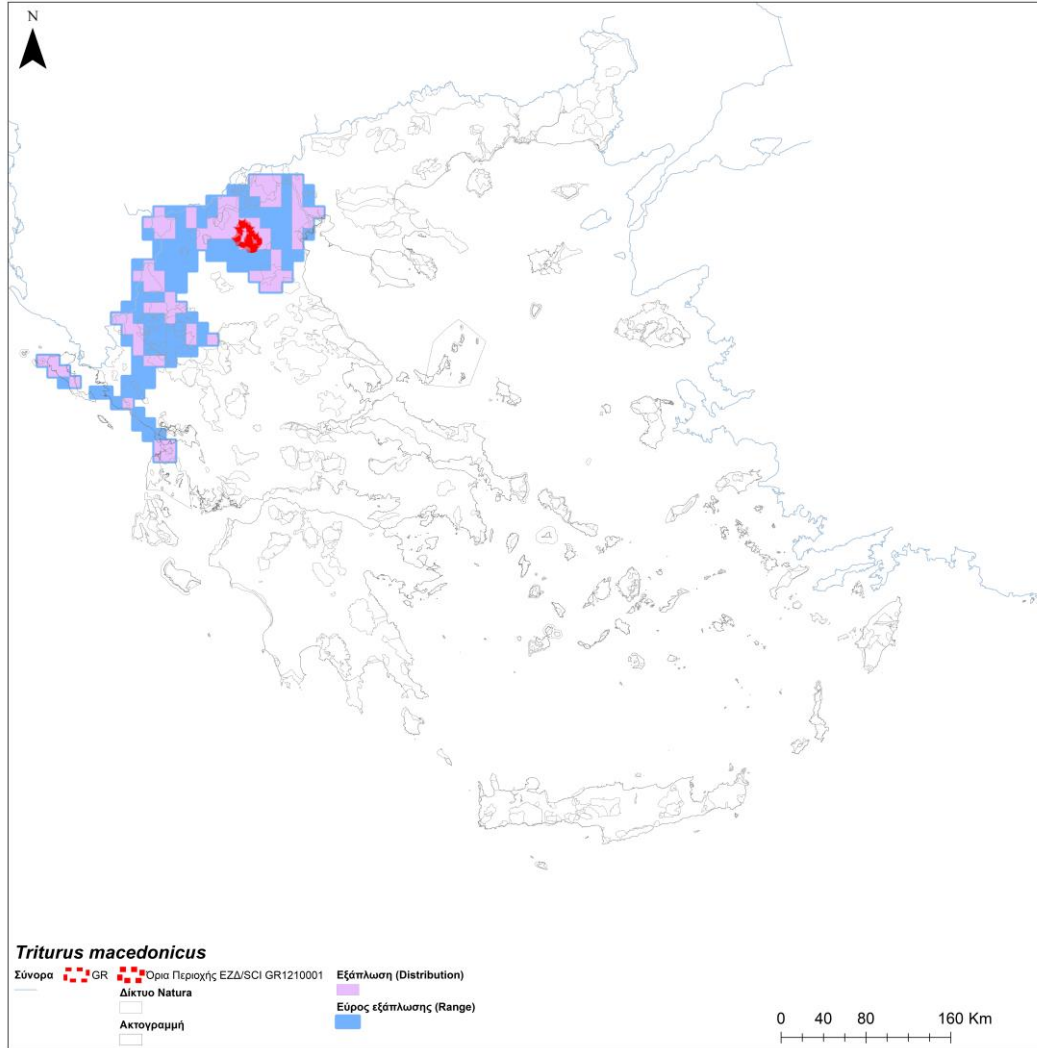 N
Triturus macedonicus
Σύνορα GR Όρια Περιοχής ΕΖΔ/SCI GR1210001 Εξάπλωση (Distribution)
Δίκτυο Natura
Εύρος εξάπλωσης (Range)
Ακτογραμμή
0 40 80 160 Km